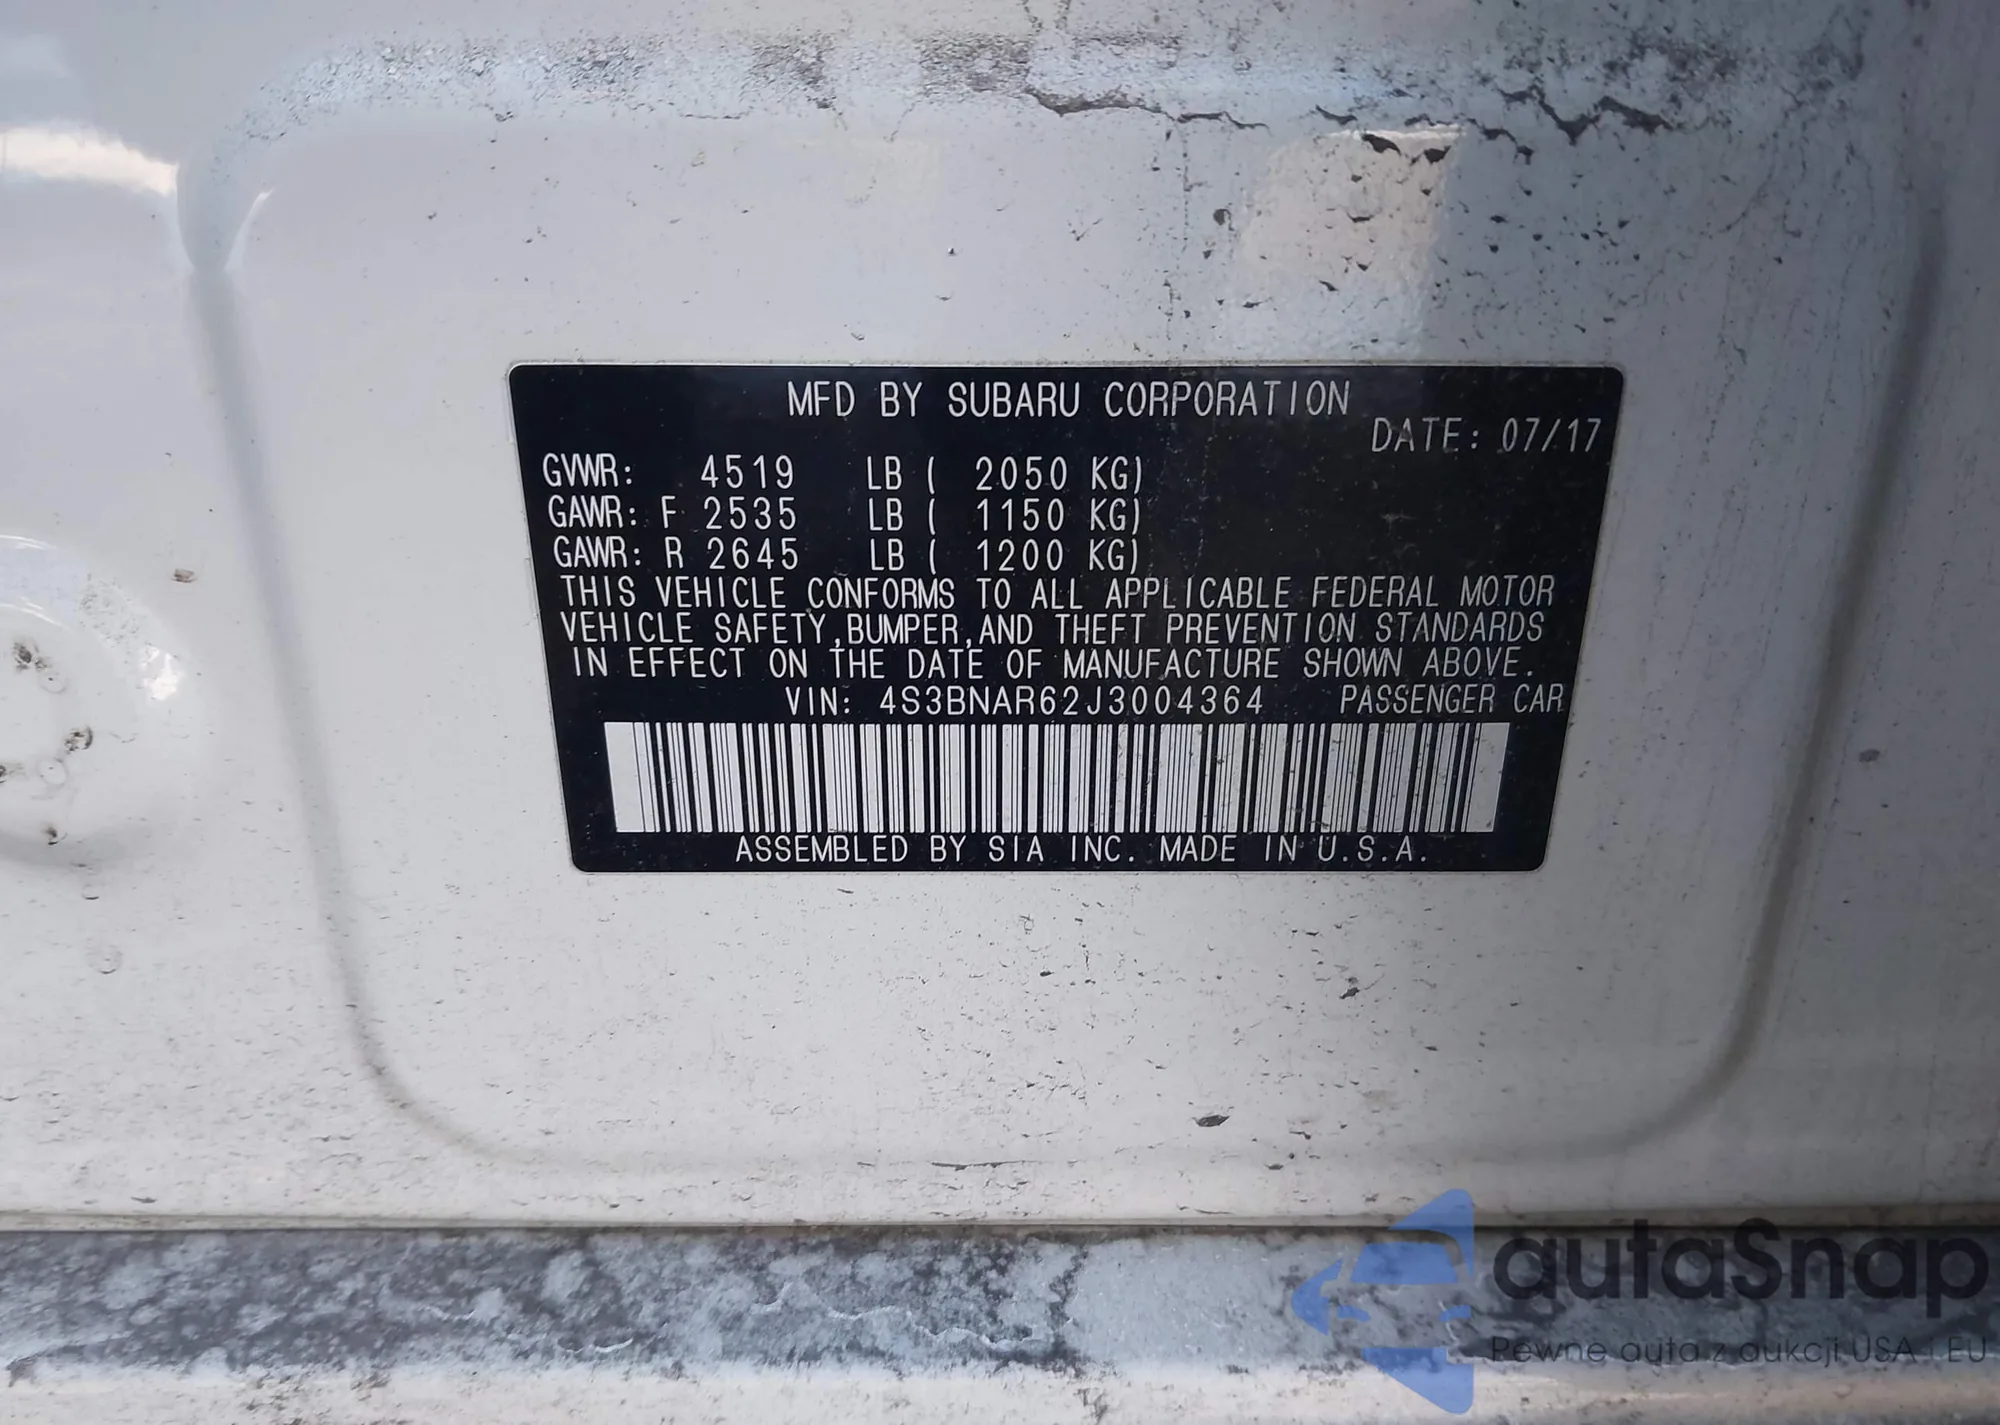 MFD BY SUBARU CORPORATION
DATE: 07/17
GVWR: 4519 LB ( 2050 KG)
GAWR: F 2535 LB ( 1150 KG)
GAWR: R 2645 LB ( 1200 KG)
THIS VEHICLE CONFORMS TO ALL APPLICABLE FEDERAL MOTOR
VEHICLE SAFETY,BUMPER,AND THEFT PREVENTION STANDARDS
IN EFFECT ON THE DATE OF MANUFACTURE SHOWN ABOVE.
VIN: 4S3BNAR62J3004364 PASSENGER CAR
ASSEMBLED BY SIA INC. MADE IN U.S.A.
autaSnap
Pewne auta z aukcji USA i EU